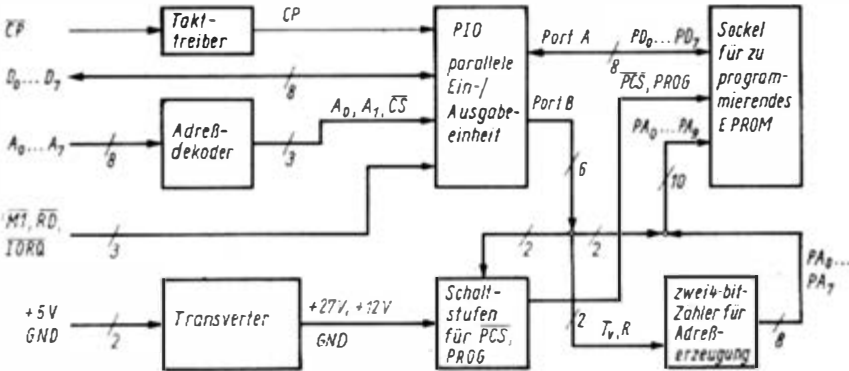 CP
Takt-
treiber
CP
PIO
parallele
Ein-/
Ausgabe-
einheit
Port A
8
PD₀...PD₇
Sockel
für zu
program-
mierendes
EPROM
D₀...D₇
8
PCS, PROG
Port B
A₀...A₇
8
Adreß-
dekoder
A₀, A₁, CS
3
PA₀...PA₉
6
10
M1, RD,
IORQ
3
2
2
PA₀...
PA₇
+5V
GND
2
Transverter
+27V, +12V
GND
Schalt-
stufen
für PCS,
PROG
2
Tᵥ, R
zwei4-bit-
Zahler für
Adreß-
erzeugung
8